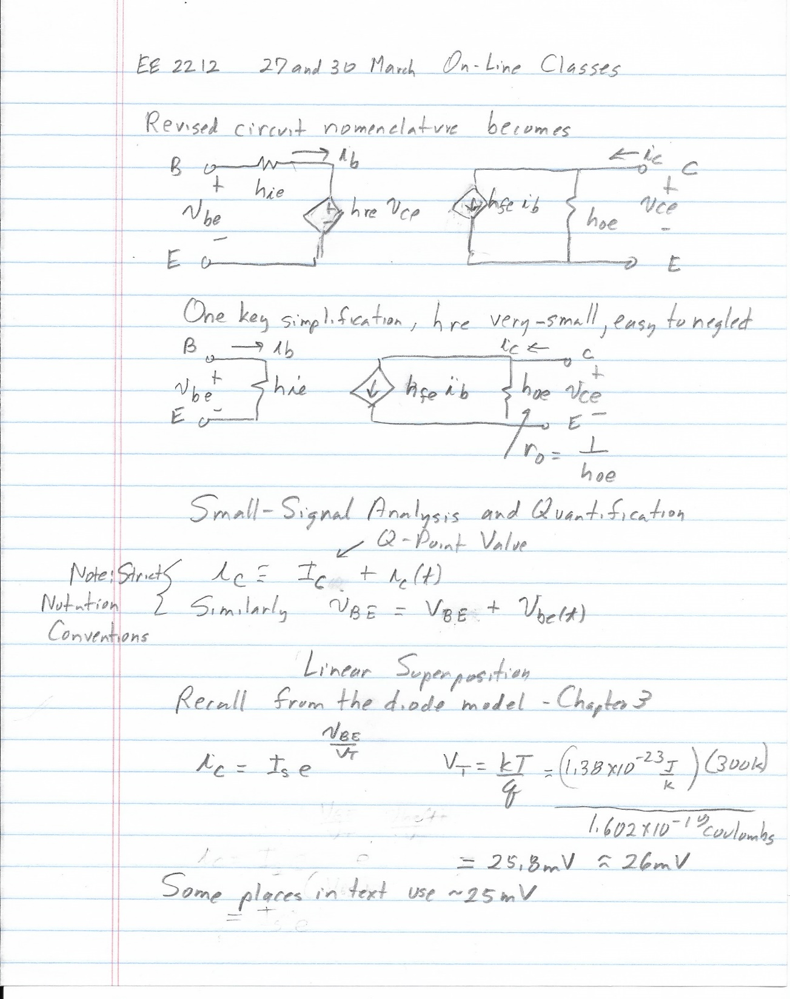 EE 2212 27 and 30 March On-Line Classes
Revised circuit nomenclature becomes
B hie ib
+ vbe -
hre vce
+ -
E
hfe ib
hoe
ic C
+ vce -
E
One key simplification, hre very-small, easy to neglect
B ib ic C
+ vbe - hie hfe ib hoe + vce -
E E
ro = 1/hoe
Small-Signal Analysis and Quantification
Q-Point Value
Note: Strict iC ≡ IC + ic(t)
Notation Similarly vBE = VBE + vbe(t)
Conventions
Linear Superposition
Recall from the diode model - Chapter 3
iC = Is e^(vBE/VT) VT = kT/q = (1.38 x 10^-23 J/K)(300K) / 1.602 x 10^-19 coulombs
= 25.8mV ≈ 26mV
Some places in text use ~25mV